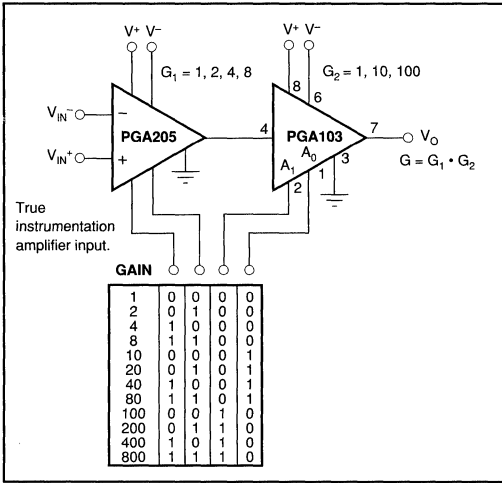 V+ V−
G1 = 1, 2, 4, 8
V+ V−
G2 = 1, 10, 100
8
6
VIN−
−
PGA205
4
PGA103
7
VO
VIN+
+
A1
A0
3
G = G1 • G2
2
1
True
instrumentation
amplifier input.
GAIN
1 0 0 0 0
2 0 1 0 0
4 1 0 0 0
8 1 1 0 0
10 0 0 0 1
20 0 1 0 1
40 1 0 0 1
80 1 1 0 1
100 0 0 1 0
200 0 1 1 0
400 1 0 1 0
800 1 1 1 0